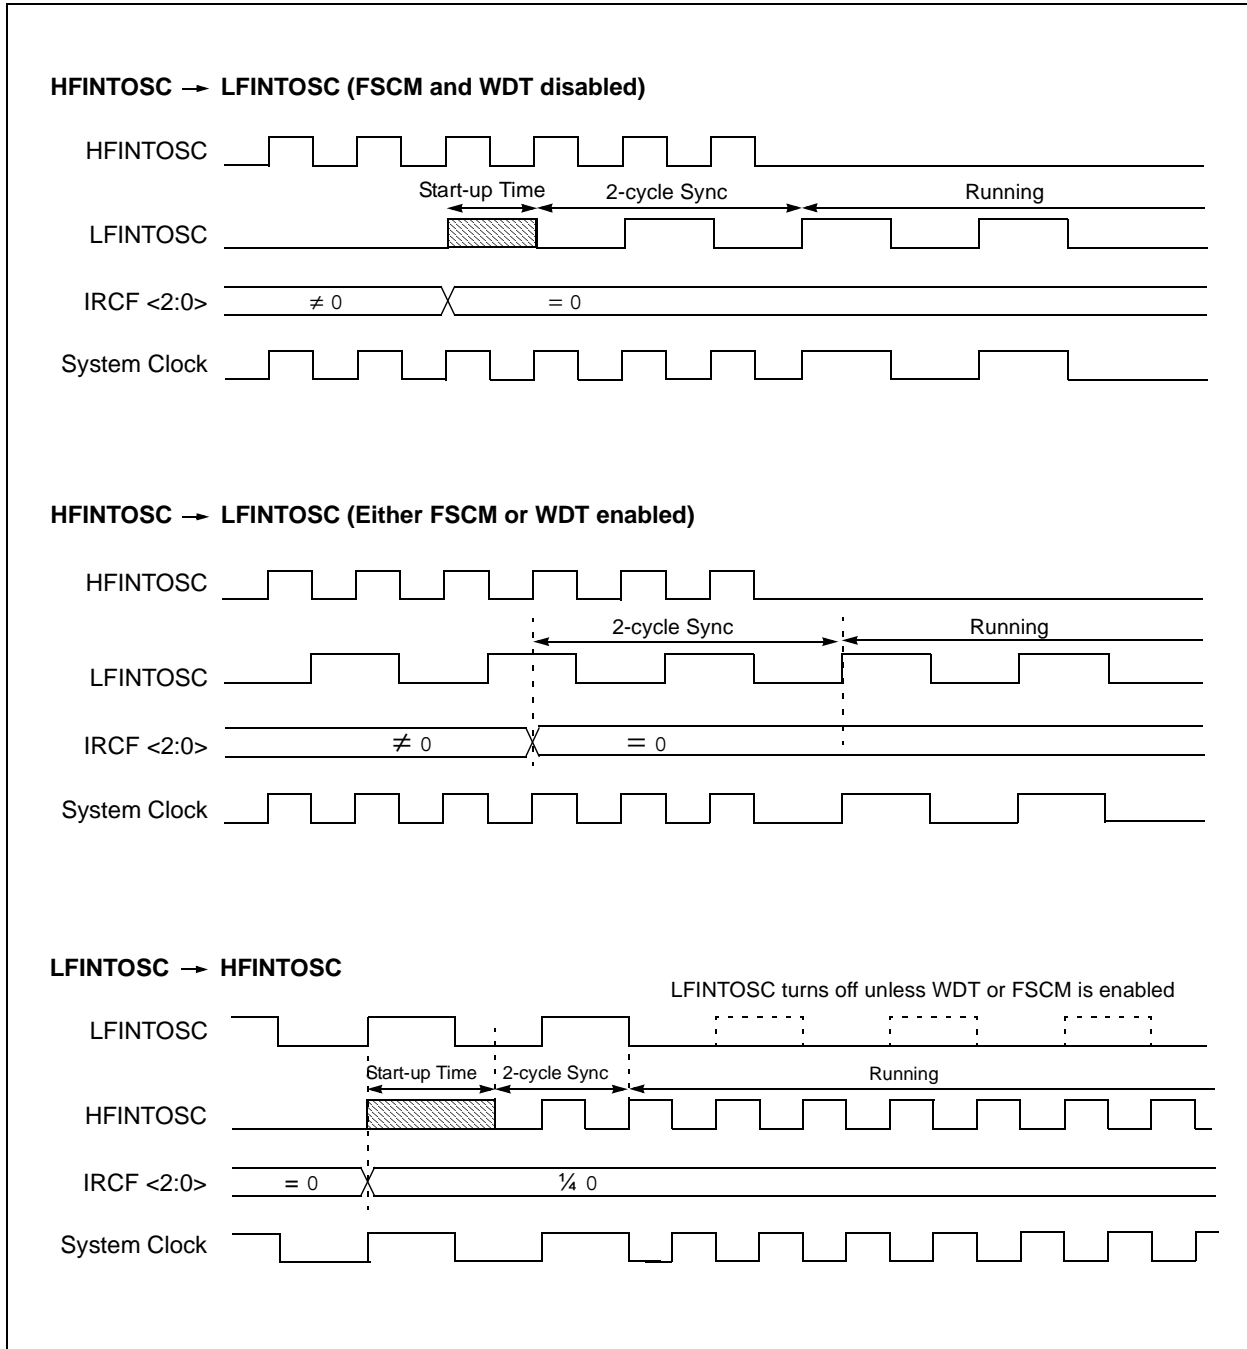 HFINTOSC → LFINTOSC (FSCM and WDT disabled)
HFINTOSC
Start-up Time 2-cycle Sync Running
LFINTOSC
IRCF <2:0> ≠ 0 = 0
System Clock
HFINTOSC → LFINTOSC (Either FSCM or WDT enabled)
HFINTOSC
2-cycle Sync Running
LFINTOSC
IRCF <2:0> ≠ 0 = 0
System Clock
LFINTOSC → HFINTOSC
LFINTOSC turns off unless WDT or FSCM is enabled
LFINTOSC
Start-up Time 2-cycle Sync Running
HFINTOSC
IRCF <2:0> = 0 ¼ 0
System Clock